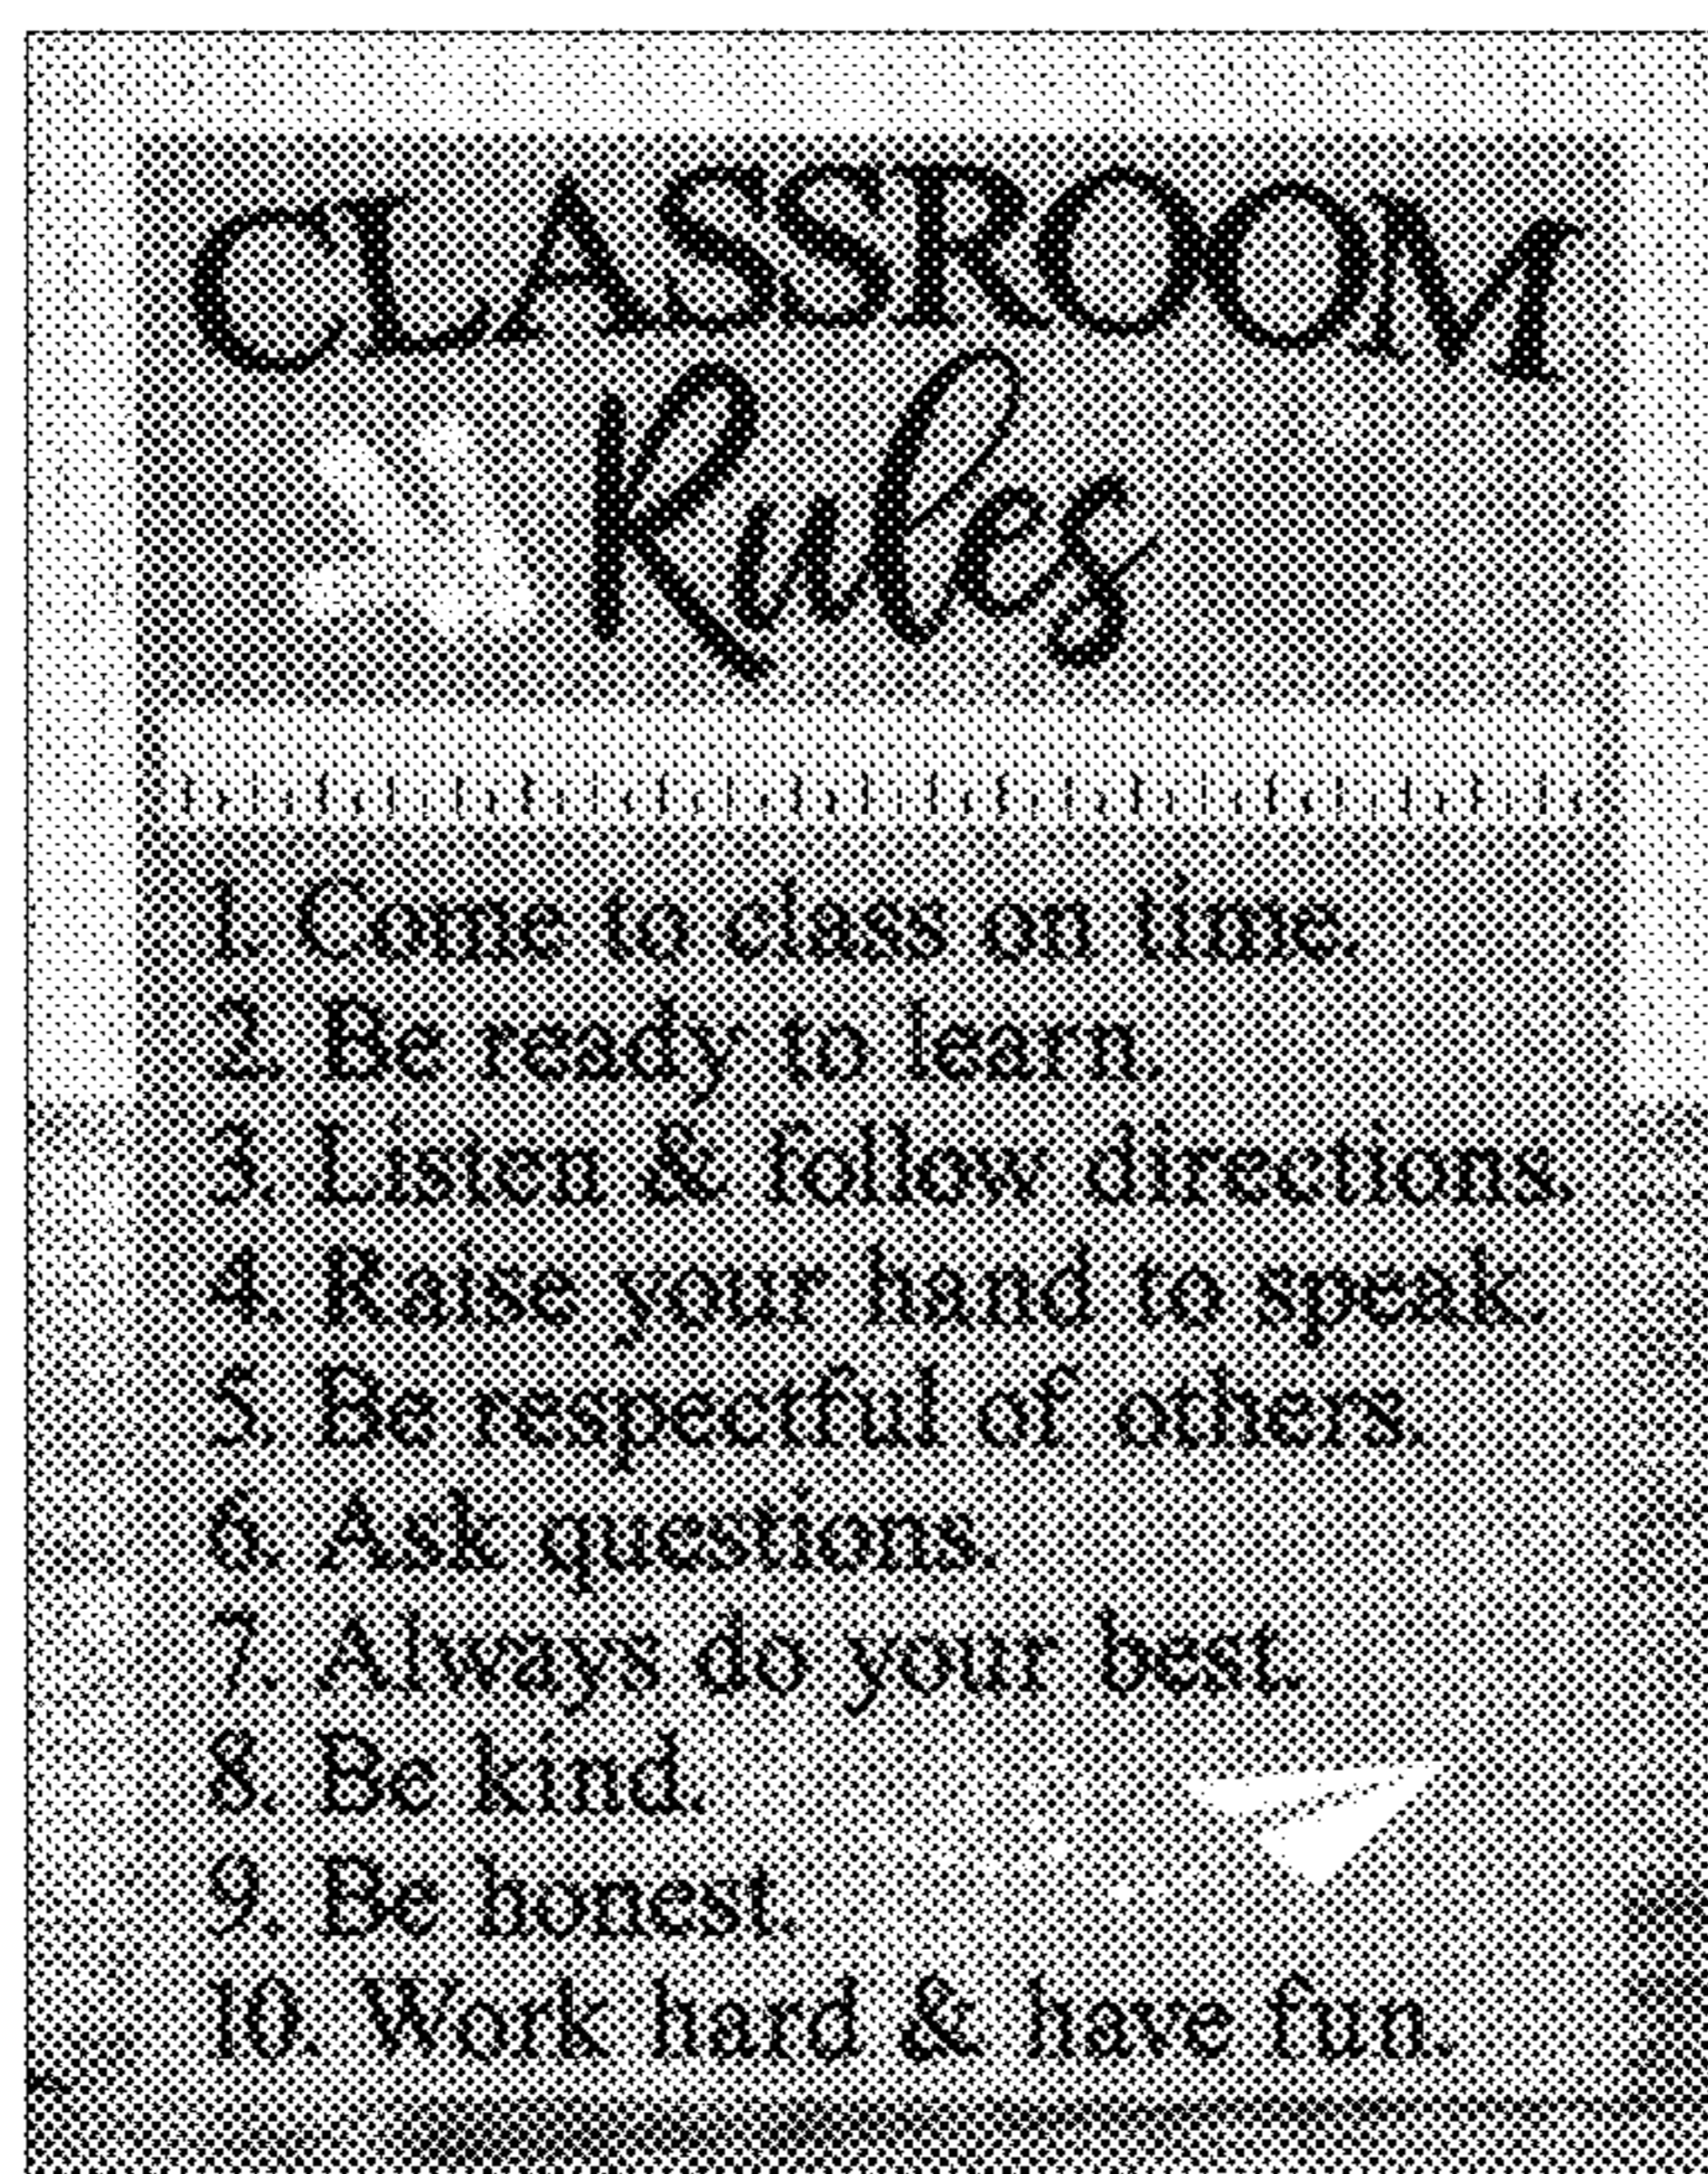 CLASSROOM
Rules
1. Come to class on time.
2. Be ready to learn.
3. Listen & follow directions.
4. Raise your hand to speak.
5. Be respectful of others.
6. Ask questions.
7. Always do your best.
8. Be kind.
9. Be honest.
10. Work hard & have fun.